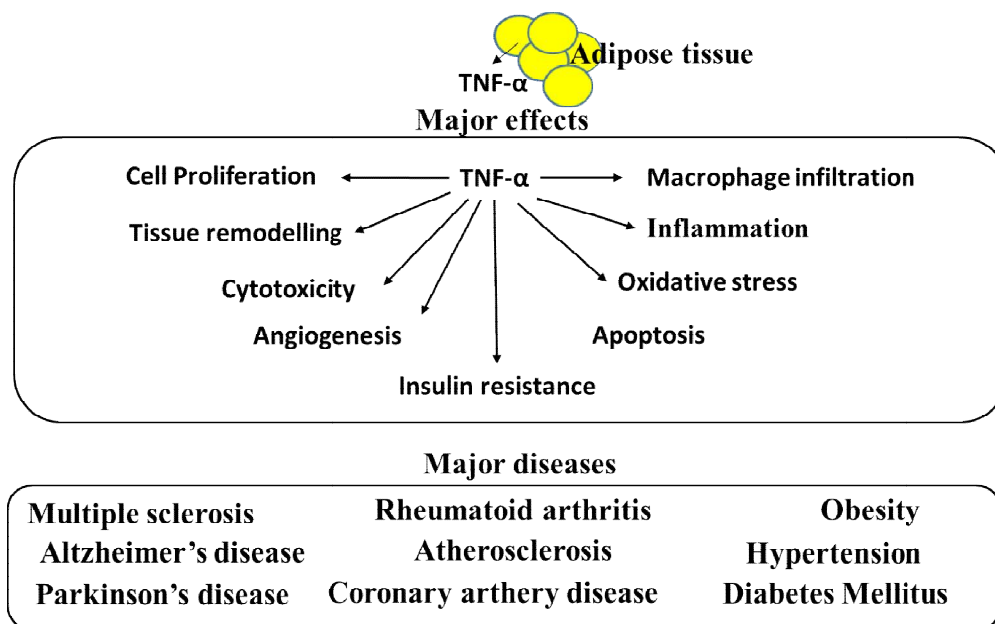 Adipose tissue
TNF-α
Major effects
Cell Proliferation TNF-α Macrophage infiltration
Tissue remodelling Inflammation
Cytotoxicity Oxidative stress
Angiogenesis Apoptosis
Insulin resistance
Major diseases
Multiple sclerosis Rheumatoid arthritis Obesity
Altzheimer's disease Atherosclerosis Hypertension
Parkinson's disease Coronary arthery disease Diabetes Mellitus